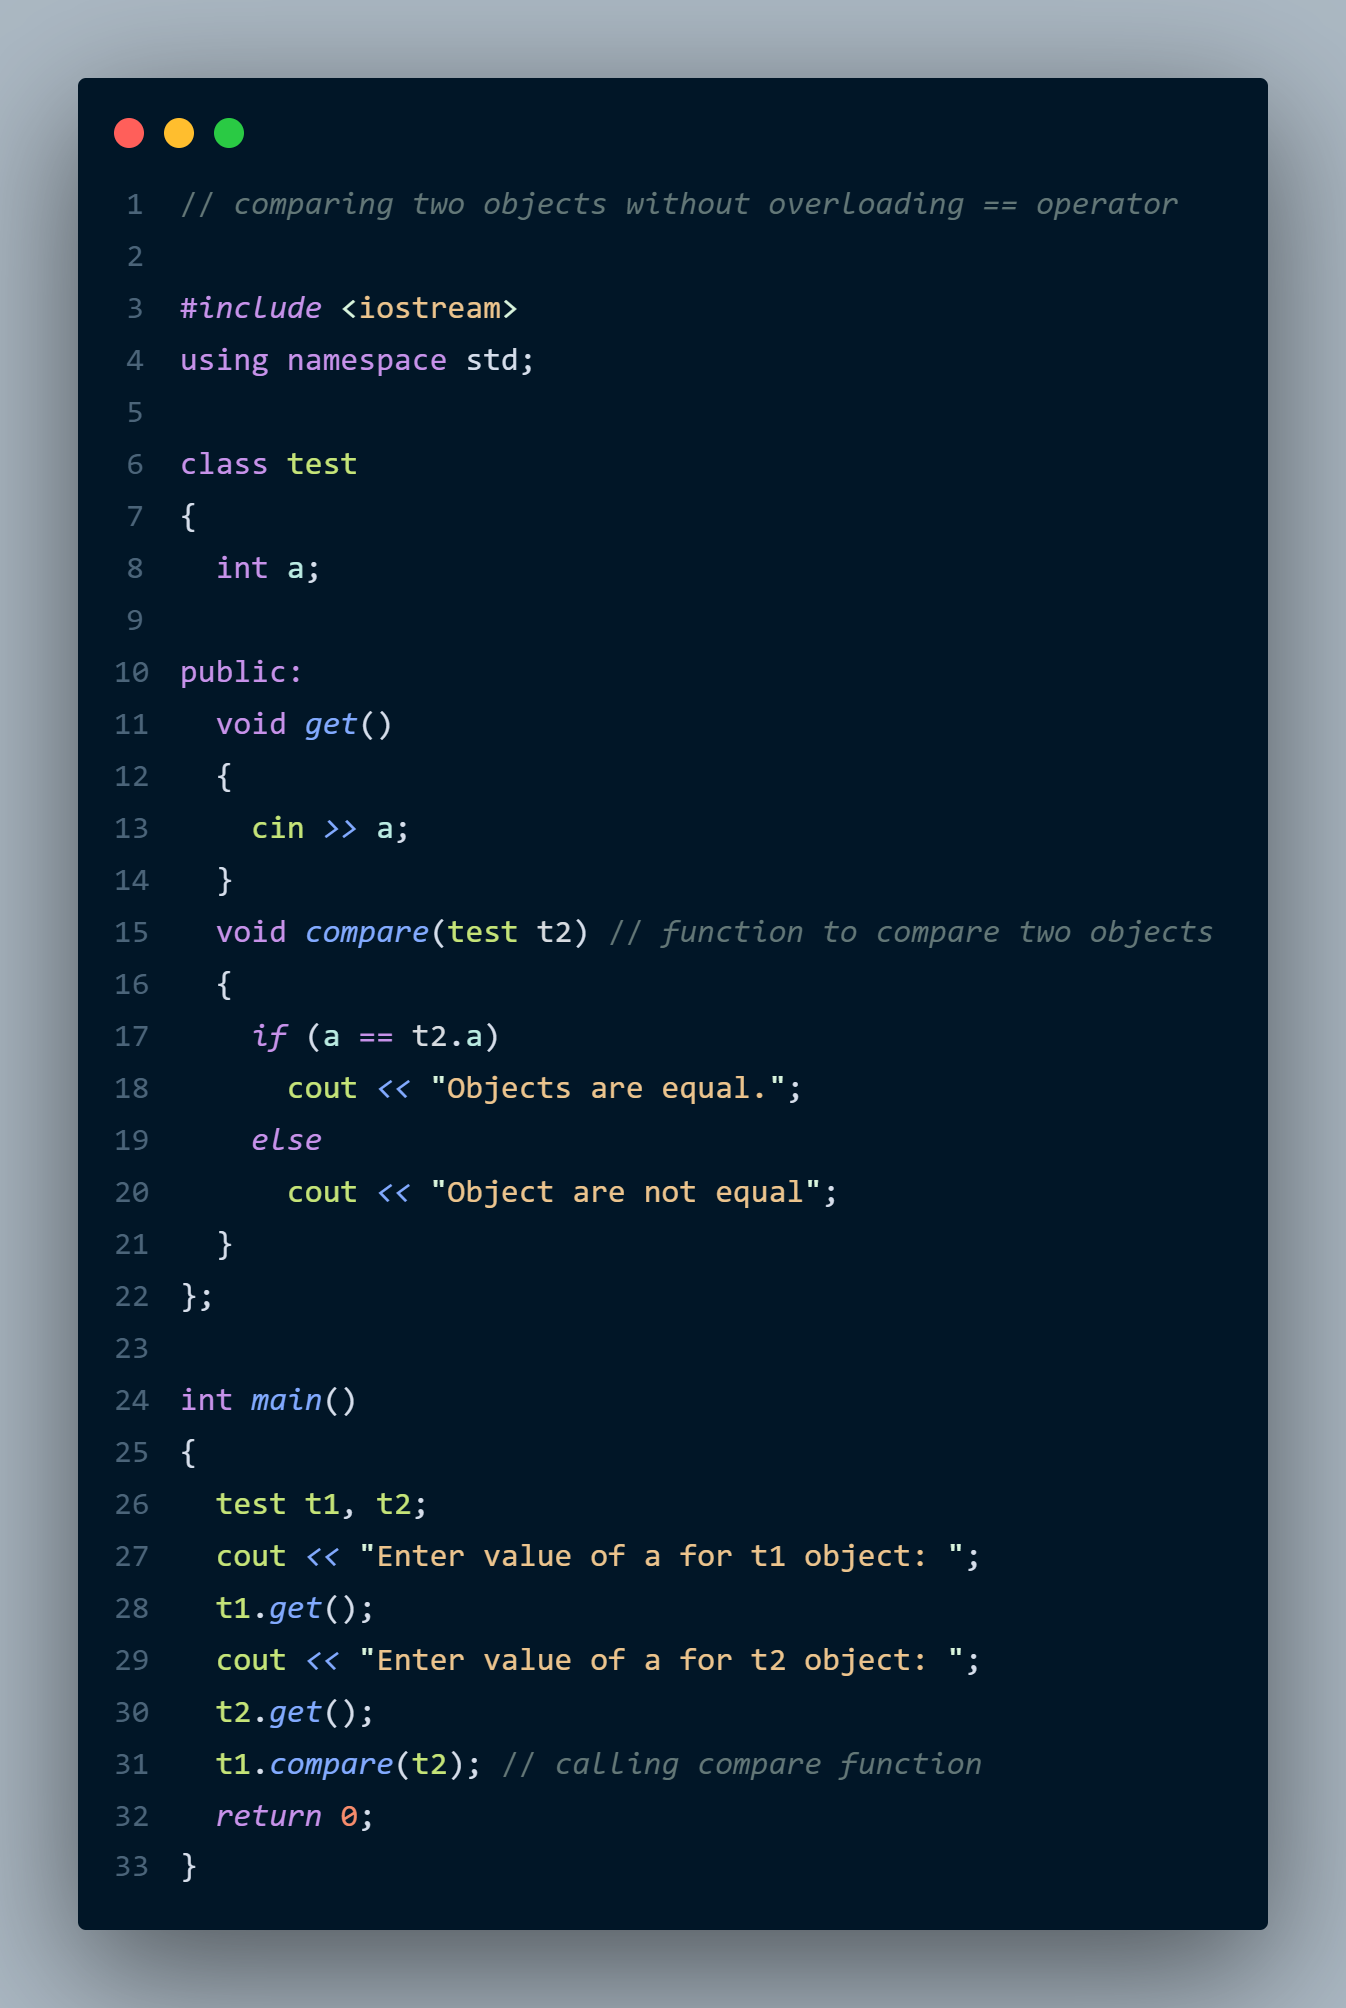 1 // comparing two objects without overloading == operator
2
3 #include <iostream>
4 using namespace std;
5
6 class test
7 {
8   int a;
9
10 public:
11   void get()
12   {
13     cin >> a;
14   }
15   void compare(test t2) // function to compare two objects
16   {
17     if (a == t2.a)
18       cout << "Objects are equal.";
19     else
20       cout << "Object are not equal";
21   }
22 };
23
24 int main()
25 {
26   test t1, t2;
27   cout << "Enter value of a for t1 object: ";
28   t1.get();
29   cout << "Enter value of a for t2 object: ";
30   t2.get();
31   t1.compare(t2); // calling compare function
32   return 0;
33 }